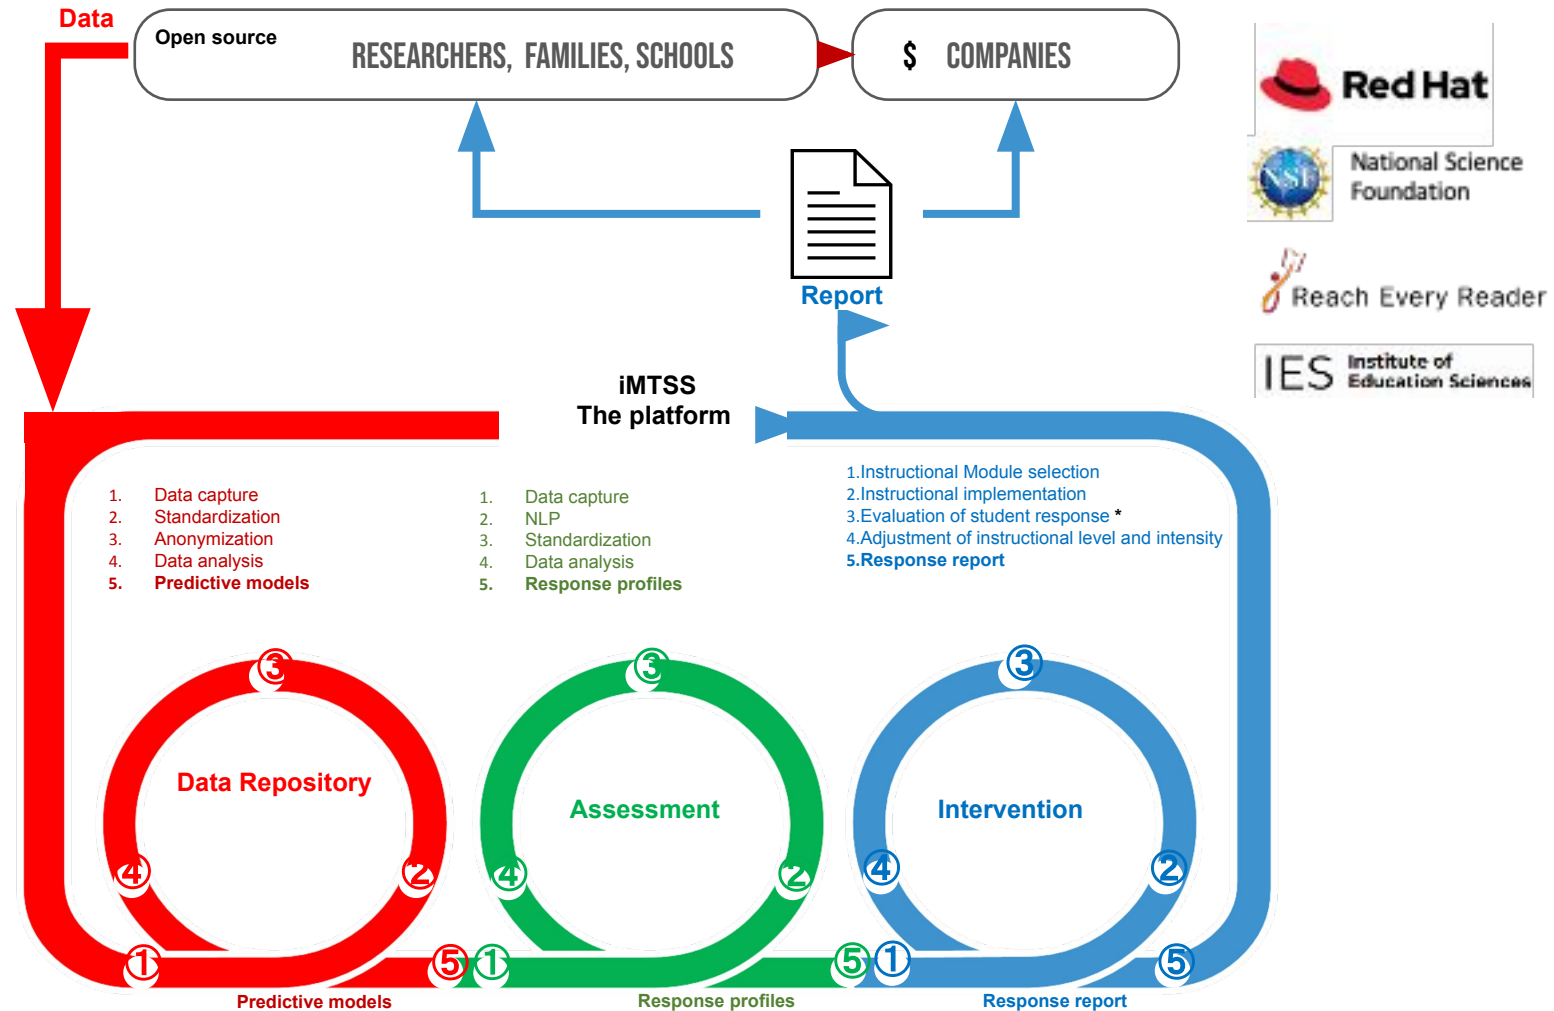 Data
Open source
RESEARCHERS, FAMILIES, SCHOOLS
$ COMPANIES
Red Hat
NSF
National Science
Foundation
Report
Reach Every Reader
IES Institute of
Education Sciences
iMTSS
The platform
1. Data capture
2. Standardization
3. Anonymization
4. Data analysis
5. Predictive models
1. Data capture
2. NLP
3. Standardization
4. Data analysis
5. Response profiles
1.Instructional Module selection
2.Instructional implementation
3.Evaluation of student response *
4.Adjustment of instructional level and intensity
5.Response report
3
Data Repository
4
2
1
5
Predictive models
3
Assessment
4
2
1
5
Response profiles
3
Intervention
4
2
1
5
Response report